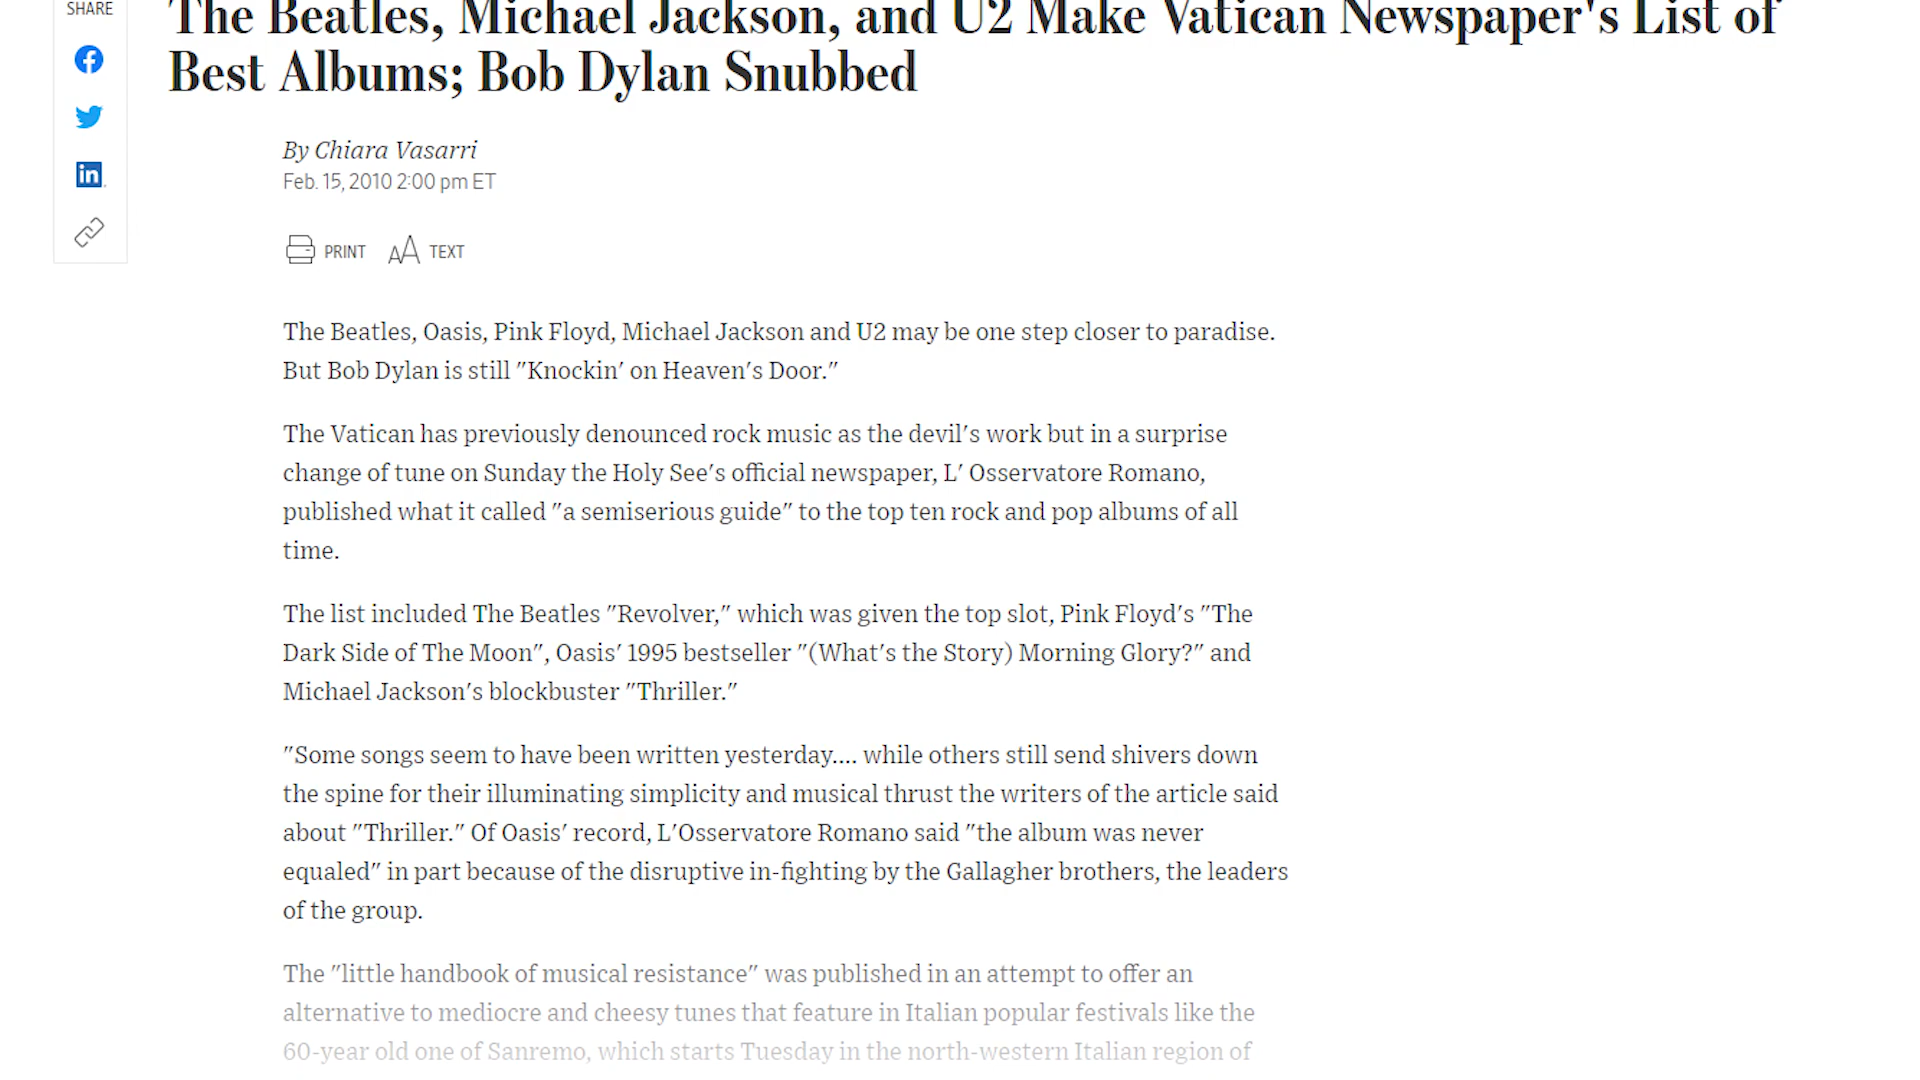 SHARE
The Beatles, Michael Jackson, and U2 Make Vatican Newspaper's List of
Best Albums; Bob Dylan Snubbed
in
By Chiara Vasarri
Feb. 15, 2010 2:00 pm ET
PRINT AA TEXT
The Beatles, Oasis, Pink Floyd, Michael Jackson and U2 may be one step closer to paradise.
But Bob Dylan is still "Knockin' on Heaven's Door."
The Vatican has previously denounced rock music as the devil's work but in a surprise
change of tune on Sunday the Holy See's official newspaper, L' Osservatore Romano,
published what it called "a semiserious guide" to the top ten rock and pop albums of all
time.
The list included The Beatles "Revolver," which was given the top slot, Pink Floyd's "The
Dark Side of The Moon", Oasis' 1995 bestseller "(What's the Story) Morning Glory?" and
Michael Jackson's blockbuster "Thriller."
"Some songs seem to have been written yesterday.... while others still send shivers down
the spine for their illuminating simplicity and musical thrust the writers of the article said
about "Thriller." Of Oasis' record, L'Osservatore Romano said "the album was never
equaled" in part because of the disruptive in-fighting by the Gallagher brothers, the leaders
of the group.
The "little handbook of musical resistance" was published in an attempt to offer an
alternative to mediocre and cheesy tunes that feature in Italian popular festivals like the
60-year old one of Sanremo, which starts Tuesday in the north-western Italian region of